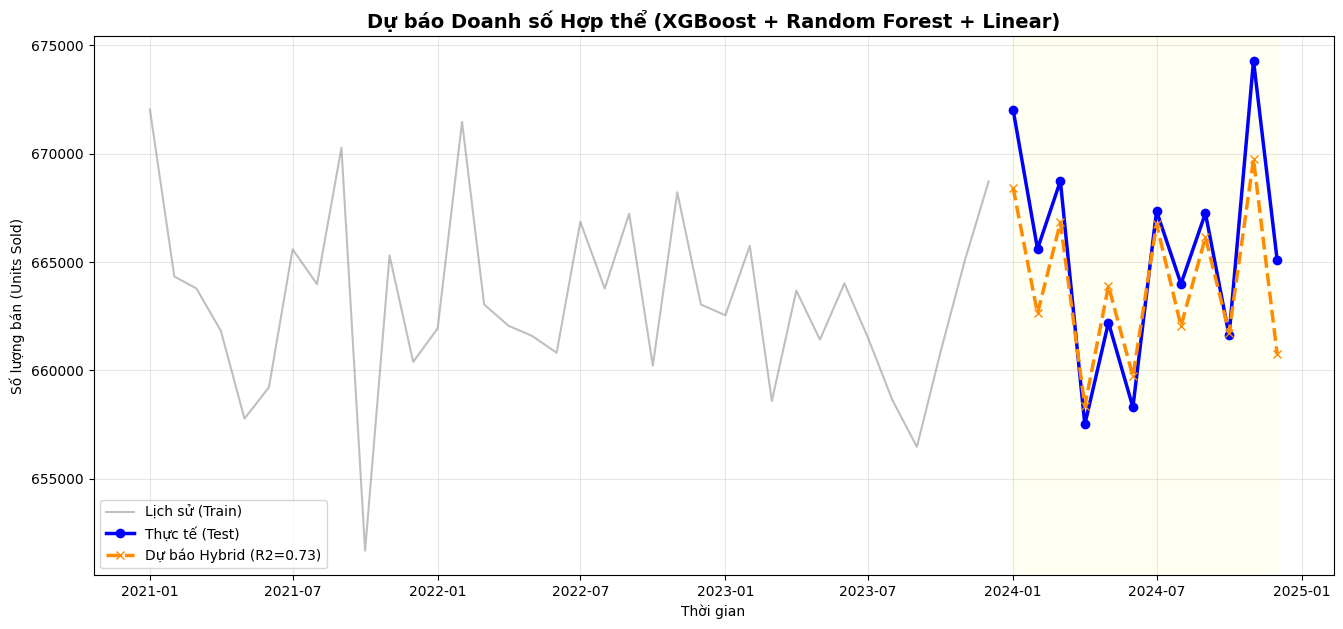 Dự báo Doanh số Hợp thể (XGBoost + Random Forest + Linear)
Số lượng bán (Units Sold)
675000
670000
665000
660000
655000
Lịch sử (Train)
Thực tế (Test)
Dự báo Hybrid (R2=0.73)
2021-01
2021-07
2022-01
2022-07
2023-01
2023-07
2024-01
2024-07
2025-01
Thời gian